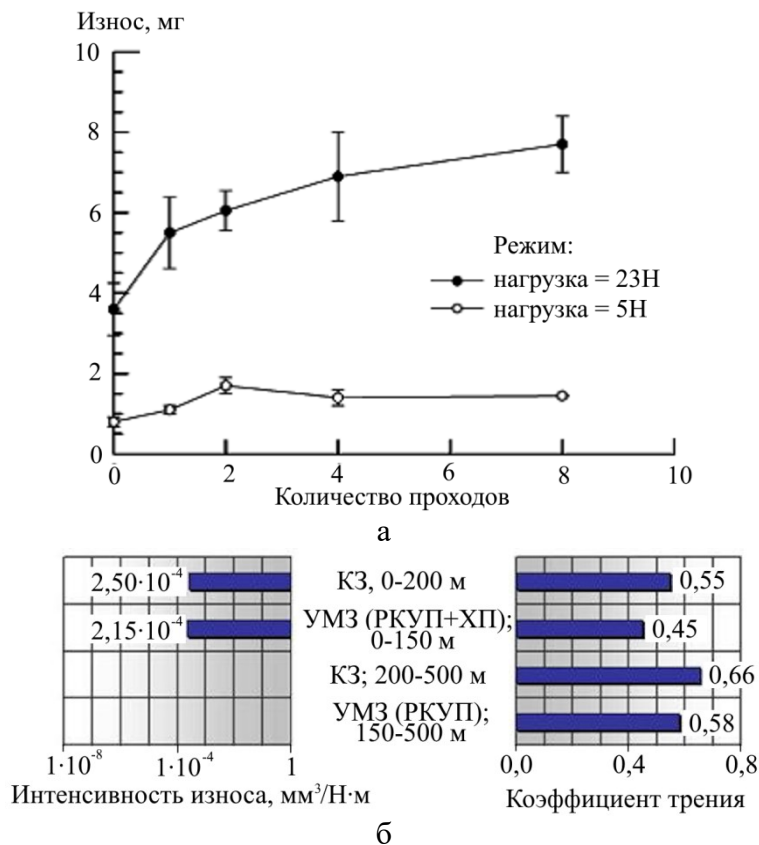 Износ, мг
10
8
6
4
2
0
Режим:
нагрузка = 23Н
нагрузка = 5Н
0 2 4 6 8 10
Количество проходов
а
2,50·10⁻⁴ КЗ, 0-200 м 0,55
2,15·10⁻⁴ УМЗ (РКУП+ХП); 0,45
0-150 м
КЗ; 200-500 м 0,66
УМЗ (РКУП); 0,58
150-500 м
1·10⁻⁸ 1·10⁻⁴ 1 0,0 0,4 0,8
Интенсивность износа, мм³/Н·м Коэффициент трения
б